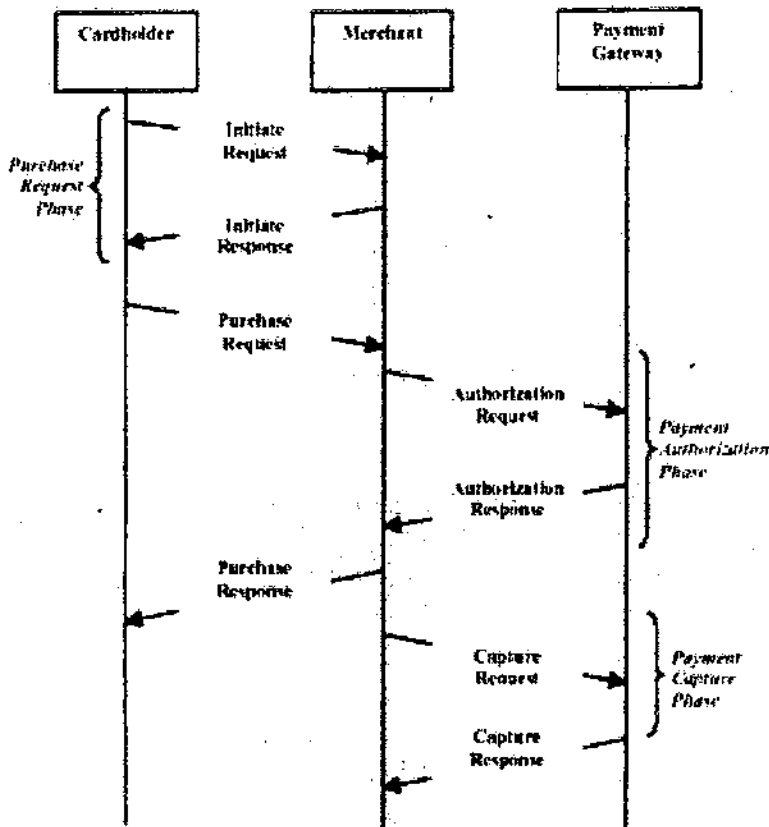 Cardholder
Merchant
Payment
Gateway
Initiate
Request
Purchase
Request
Phase
Initiate
Response
Purchase
Request
Authorization
Request
Payment
Authorization
Phase
Authorization
Response
Purchase
Response
Capture
Request
Payment
Capture
Phase
Capture
Response